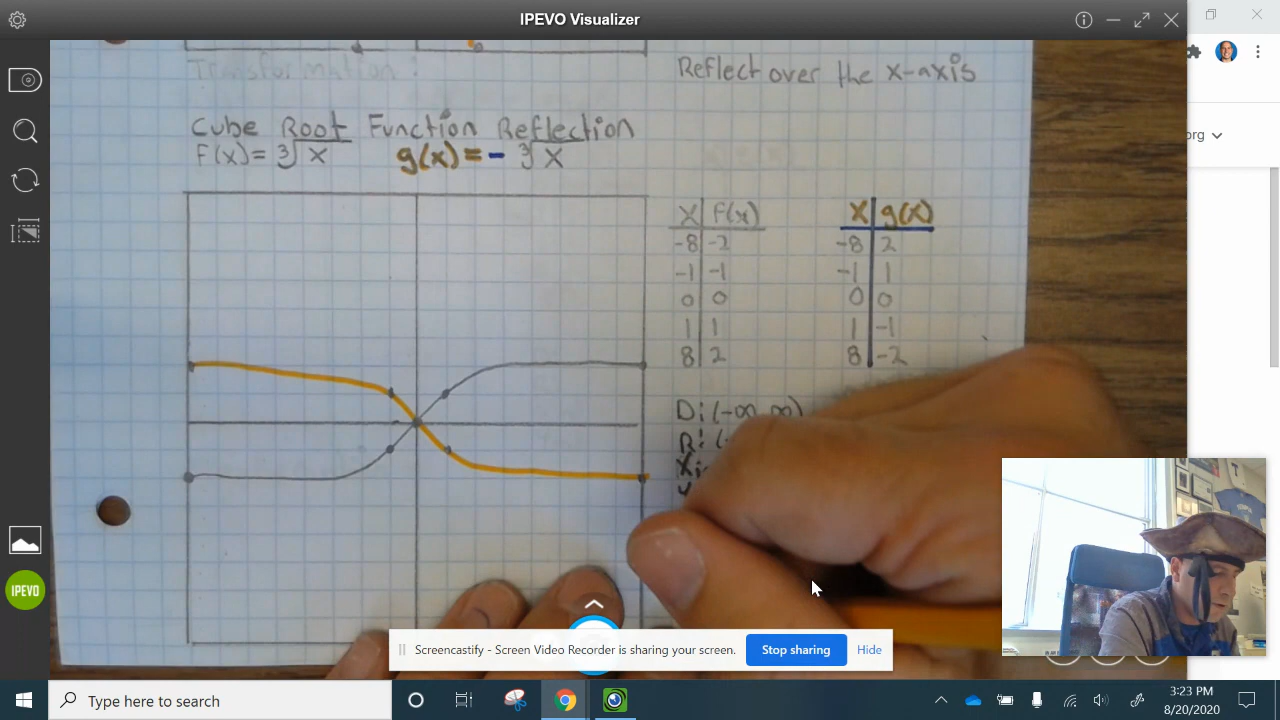 IPEVO Visualizer
Transformation:
Reflect over the x-axis
Cube Root Function Reflection
F(x)= ∛x g(x)= - ∛x
X F(x)
-8 -2
-1 -1
0 0
1 1
8 2
X g(x)
-8 2
-1 1
0 0
1 -1
8 -2
D: (-∞, ∞)
R: (-
org
IPEVO
Screencastify - Screen Video Recorder is sharing your screen.
Stop sharing
Hide
Type here to search
3:23 PM
8/20/2020